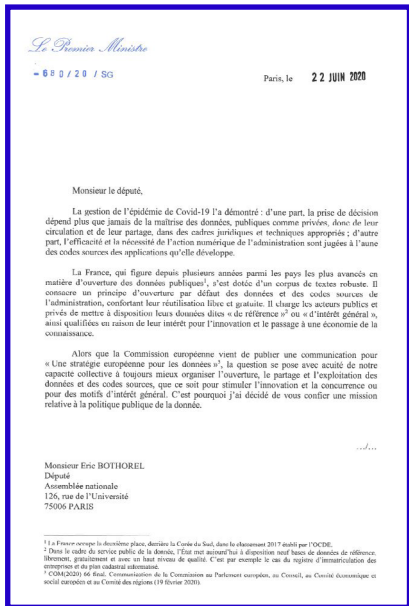 Le Premier Ministre
- 680/20 / SG
Paris, le 22 JUIN 2020
Monsieur le député,
La gestion de l'épidémie de Covid-19 l'a démontré : d'une part, la prise de décision
dépend plus que jamais de la maîtrise des données, publiques comme privées, donc de leur
circulation et de leur partage, dans des cadres juridiques et techniques appropriés ; d'autre
part, l'efficacité et la nécessité de l'action numérique de l'administration sont jugées à l'aune
des codes sources des applications qu'elle développe.
La France, qui figure depuis plusieurs années parmi les pays les plus avancés en
matière d'ouverture des données publiques¹, s'est dotée d'un corpus de textes robuste. Il
consacre un principe d'ouverture par défaut des données et des codes sources de
l'administration, confortant leur réutilisation libre et gratuite. Il charge les acteurs publics et
privés de mettre à disposition leurs données dites « de référence »² ou « d'intérêt général »,
ainsi qualifiées en raison de leur intérêt pour l'innovation et le passage à une économie de la
connaissance.
Alors que la Commission européenne vient de publier une communication pour
« Une stratégie européenne pour les données »³, la question se pose avec acuité de notre
capacité collective à toujours mieux organiser l'ouverture, le partage et l'exploitation des
données et des codes sources, que ce soit pour stimuler l'innovation et la concurrence ou
pour des motifs d'intérêt général. C'est pourquoi j'ai décidé de vous confier une mission
relative à la politique publique de la donnée.
.../...
Monsieur Eric BOTHOREL
Député
Assemblée nationale
126, rue de l'Université
75006 PARIS
¹ La France occupe la deuxième place, derrière la Corée du Sud, dans le classement 2017 établi par l'OCDE.
² Dans le cadre du service public de la donnée, l'État met aujourd'hui à disposition neuf bases de données de référence,
librement, gratuitement et avec un haut niveau de qualité. C'est par exemple le cas du registre d'immatriculation des
entreprises et du plan cadastral informatisé.
³ COM(2020) 66 final. Communication de la Commission au Parlement européen, au Conseil, au Comité économique et
social européen et au Comité des régions (19 février 2020).